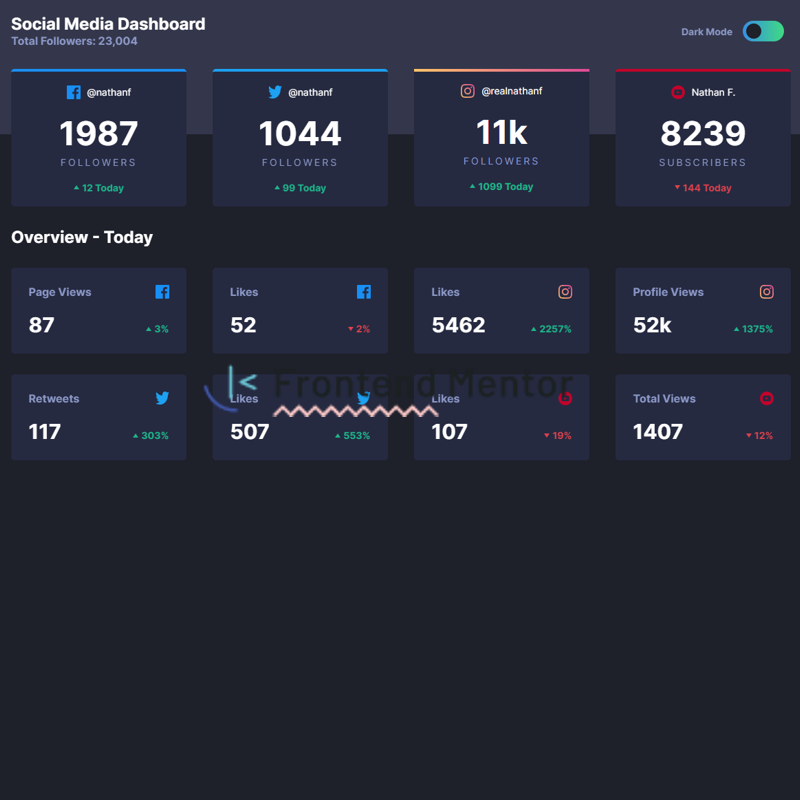 Social Media Dashboard
Total Followers: 23,004
Dark Mode
@nathanf
1987
FOLLOWERS
12 Today
@nathanf
1044
FOLLOWERS
99 Today
@realnathanf
11k
FOLLOWERS
1099 Today
Nathan F.
8239
SUBSCRIBERS
144 Today
Overview - Today
Page Views
87
3%
Likes
52
2%
Likes
5462
2257%
Profile Views
52k
1375%
Frontend Mentor
Retweets
117
303%
Likes
507
553%
Likes
107
19%
Total Views
1407
12%